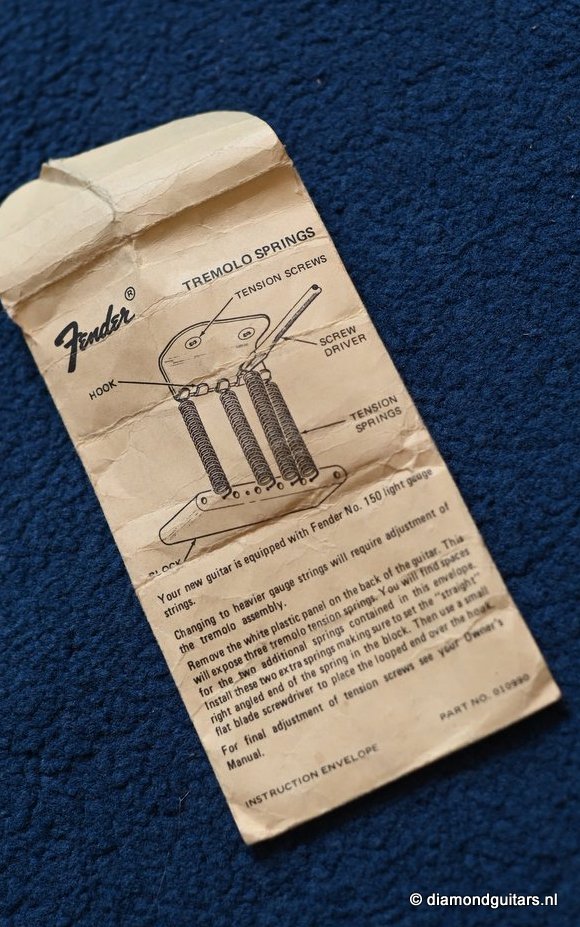 TREMOLO SPRINGS
Fender®
TENSION SCREWS
SCREW
DRIVER
HOOK
TENSION
SPRINGS
BLOCK
Your new guitar is equipped with Fender No. 150 light gauge
strings.
Changing to heavier gauge strings will require adjustment of
the tremolo assembly.
Remove the white plastic panel on the back of the guitar. This
will expose three tremolo tension springs. You will find spaces
for the two additional springs contained in this envelope.
Install these two extra springs making sure to set the "straight"
right angled end of the spring in the block. Then use a small
flat blade screwdriver to place the looped end over the hook.
For final adjustment of tension screws see your Owner's
Manual.
PART NO. 010990
INSTRUCTION ENVELOPE
© diamondguitars.nl